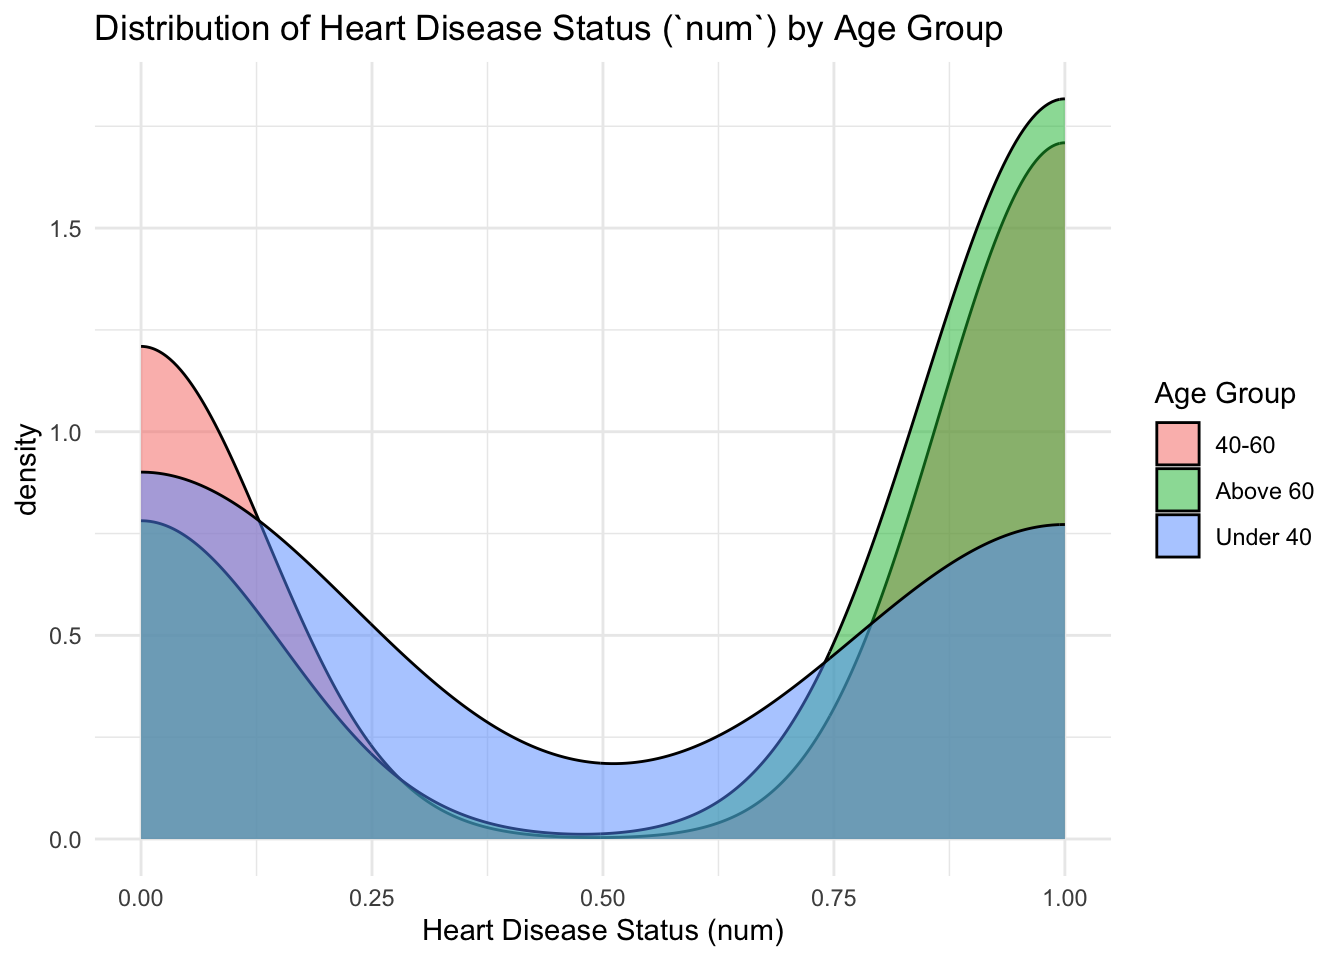 Distribution of Heart Disease Status (`num`) by Age Group
density
1.5
1.0
0.5
0.0
0.00 0.25 0.50 0.75 1.00
Heart Disease Status (num)
Age Group
40-60
Above 60
Under 40